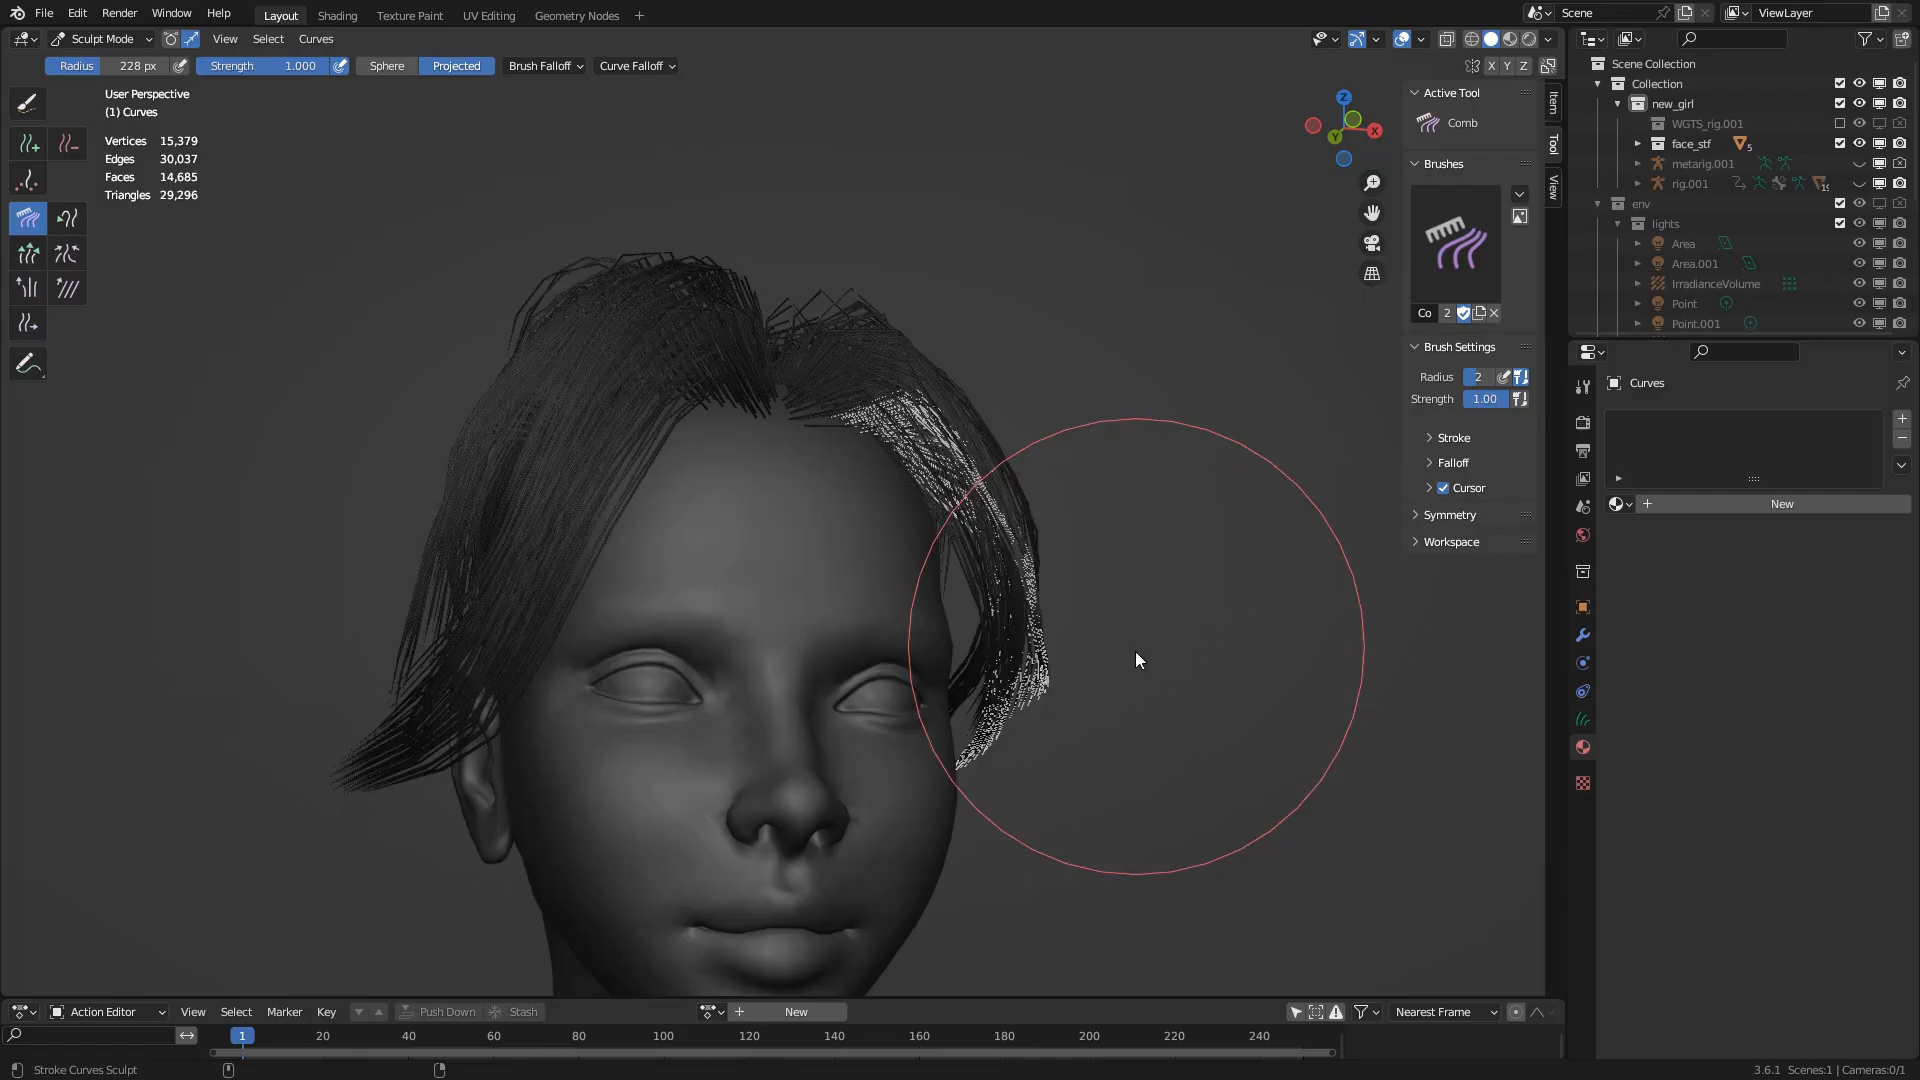 File Edit Render Window Help Layout Shading Texture Paint UV Editing Geometry Nodes + Scene ViewLayer
Sculpt Mode View Select Curves
Radius 228 px Strength 1.000 Sphere Projected Brush Falloff Curve Falloff X Y Z
User Perspective
(1) Curves
Vertices 15,379
Edges 30,037
Faces 14,685
Triangles 29,296
Z
X
Y
Active Tool
Comb
Brushes
Co 2
Brush Settings
Radius 2
Strength 1.00
Stroke
Falloff
Cursor
Symmetry
Workspace
Item
Tool
View
Scene Collection
Collection
new_girl
WGTS_rig.001
face_stf 5
metarig.001
rig.001
env
lights
Area
Area.001
IrradianceVolume
Point
Point.001
Curves
+ New
Action Editor View Select Marker Key Push Down Stash + New Nearest Frame
1 20 40 60 80 100 120 140 160 180 200 220 240
Stroke Curves Sculpt 3.6.1 Scenes:1 | Cameras:0/1